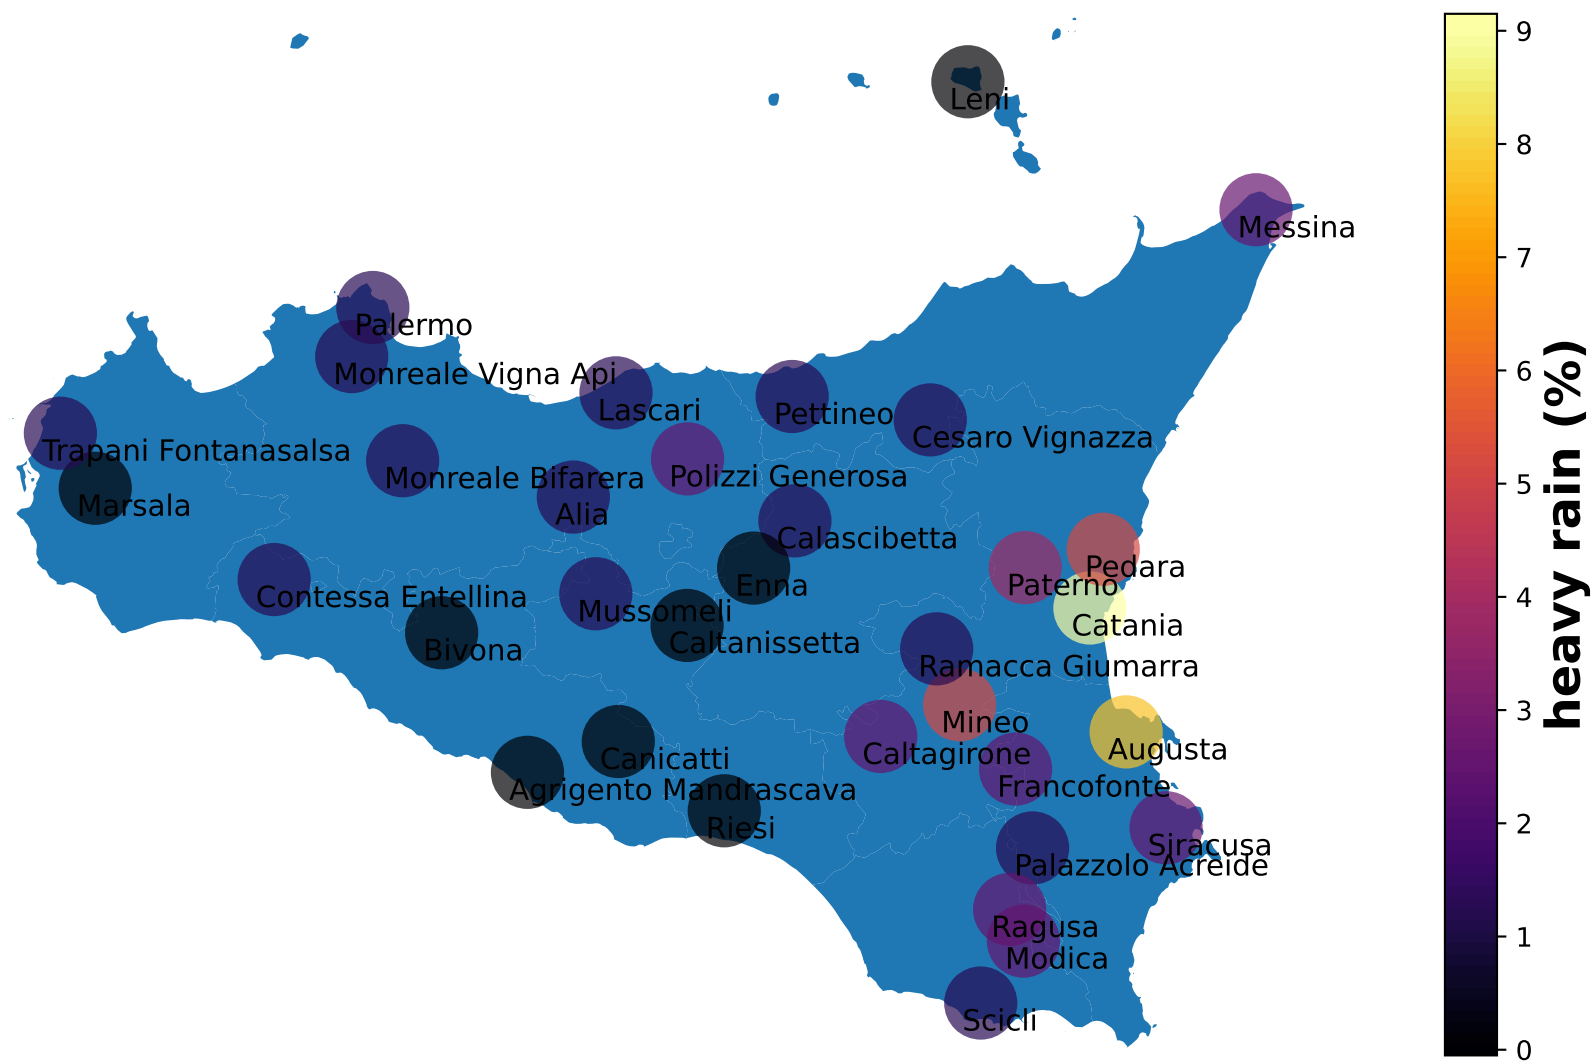 Leni
Messina
Palermo
Monreale Vigna Api
Lascari
Pettineo
Cesaro Vignazza
Trapani Fontanasalsa
Monreale Bifarera
Polizzi Generosa
Marsala
Alia
Calascibetta
Pedara
Enna
Paterno
Contessa Entellina
Mussomeli
Catania
Caltanissetta
Bivona
Ramacca Giumarra
Mineo
Augusta
Caltagirone
Canicatti
Francofonte
Agrigento Mandrascava
Riesi
Siracusa
Palazzolo Acreide
Ragusa
Modica
Scicli
9
8
7
6
5
4
3
2
1
0
heavy rain (%)